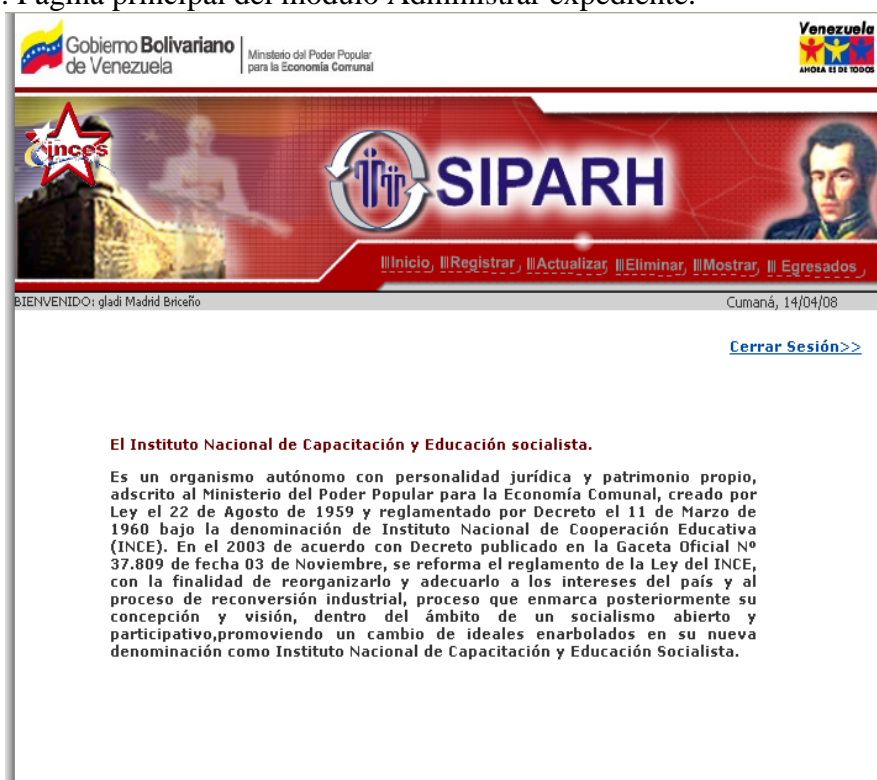 . Página principal del módulo Administrar expediente.
Gobierno Bolivariano
de Venezuela
Ministerio del Poder Popular
para la Economía Comunal
Venezuela
AHORA ES DE TODOS
inces
SIPARH
Inicio, Registrar, Actualizar, Eliminar, Mostrar, Egresados
BIENVENIDO: gladi Madrid Briceño
Cumaná, 14/04/08
Cerrar Sesión>>
El Instituto Nacional de Capacitación y Educación socialista.
Es un organismo autónomo con personalidad jurídica y patrimonio propio,
adscrito al Ministerio del Poder Popular para la Economía Comunal, creado por
Ley el 22 de Agosto de 1959 y reglamentado por Decreto el 11 de Marzo de
1960 bajo la denominación de Instituto Nacional de Cooperación Educativa
(INCE). En el 2003 de acuerdo con Decreto publicado en la Gaceta Oficial Nº
37.809 de fecha 03 de Noviembre, se reforma el reglamento de la Ley del INCE,
con la finalidad de reorganizarlo y adecuarlo a los intereses del país y al
proceso de reconversión industrial, proceso que enmarca posteriormente su
concepción y visión, dentro del ámbito de un socialismo abierto y
participativo,promoviendo un cambio de ideales enarbolados en su nueva
denominación como Instituto Nacional de Capacitación y Educación Socialista.